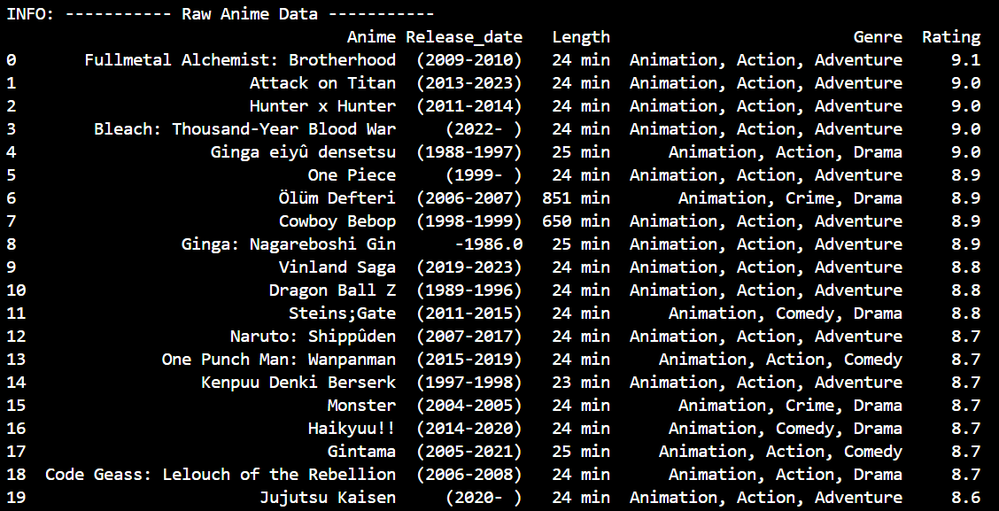 INFO: ----------- Raw Anime Data -----------
Anime Release_date Length Genre Rating
0 Fullmetal Alchemist: Brotherhood (2009-2010) 24 min Animation, Action, Adventure 9.1
1 Attack on Titan (2013-2023) 24 min Animation, Action, Adventure 9.0
2 Hunter x Hunter (2011-2014) 24 min Animation, Action, Adventure 9.0
3 Bleach: Thousand-Year Blood War (2022- ) 24 min Animation, Action, Adventure 9.0
4 Ginga eiyû densetsu (1988-1997) 25 min Animation, Action, Drama 9.0
5 One Piece (1999- ) 24 min Animation, Action, Adventure 8.9
6 Ölüm Defteri (2006-2007) 851 min Animation, Crime, Drama 8.9
7 Cowboy Bebop (1998-1999) 650 min Animation, Action, Adventure 8.9
8 Ginga: Nagareboshi Gin -1986.0 25 min Animation, Action, Adventure 8.9
9 Vinland Saga (2019-2023) 24 min Animation, Action, Adventure 8.8
10 Dragon Ball Z (1989-1996) 24 min Animation, Action, Adventure 8.8
11 Steins;Gate (2011-2015) 24 min Animation, Comedy, Drama 8.8
12 Naruto: Shippûden (2007-2017) 24 min Animation, Action, Adventure 8.7
13 One Punch Man: Wanpanman (2015-2019) 24 min Animation, Action, Comedy 8.7
14 Kenpuu Denki Berserk (1997-1998) 23 min Animation, Action, Adventure 8.7
15 Monster (2004-2005) 24 min Animation, Crime, Drama 8.7
16 Haikyuu!! (2014-2020) 24 min Animation, Comedy, Drama 8.7
17 Gintama (2005-2021) 25 min Animation, Action, Comedy 8.7
18 Code Geass: Lelouch of the Rebellion (2006-2008) 24 min Animation, Action, Drama 8.7
19 Jujutsu Kaisen (2020- ) 24 min Animation, Action, Adventure 8.6